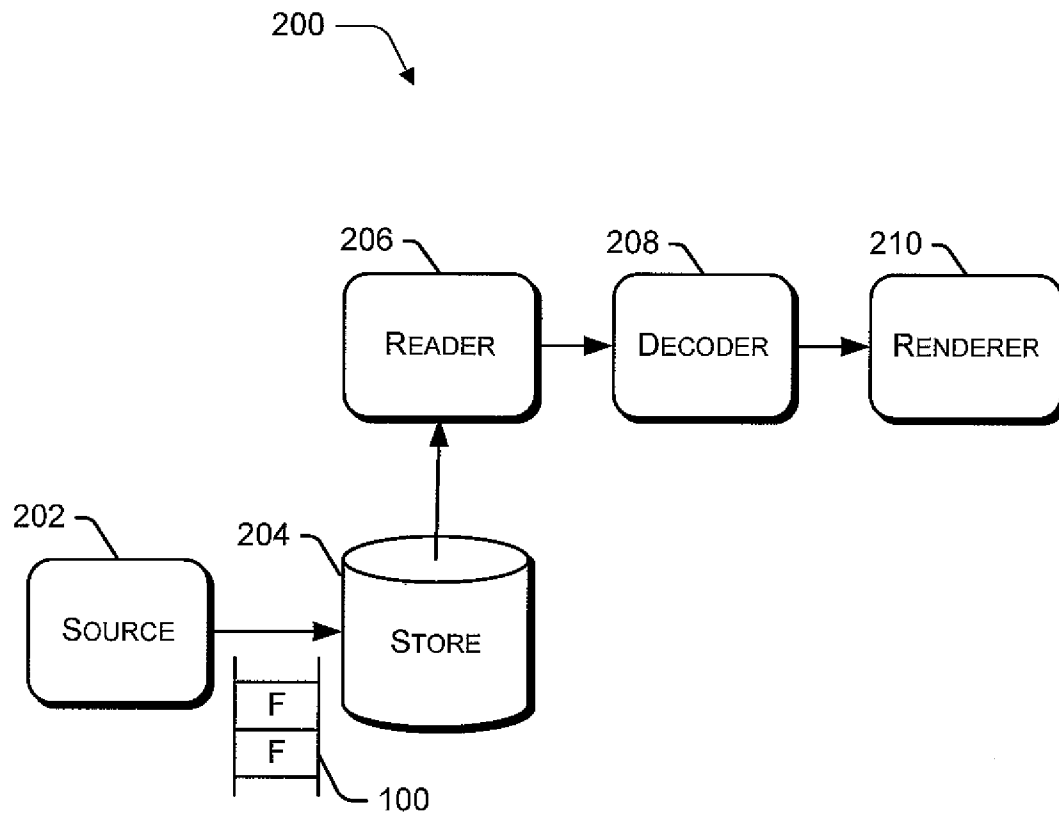 200
206
208
210
READER
DECODER
RENDERER
202
204
SOURCE
STORE
F
F
100